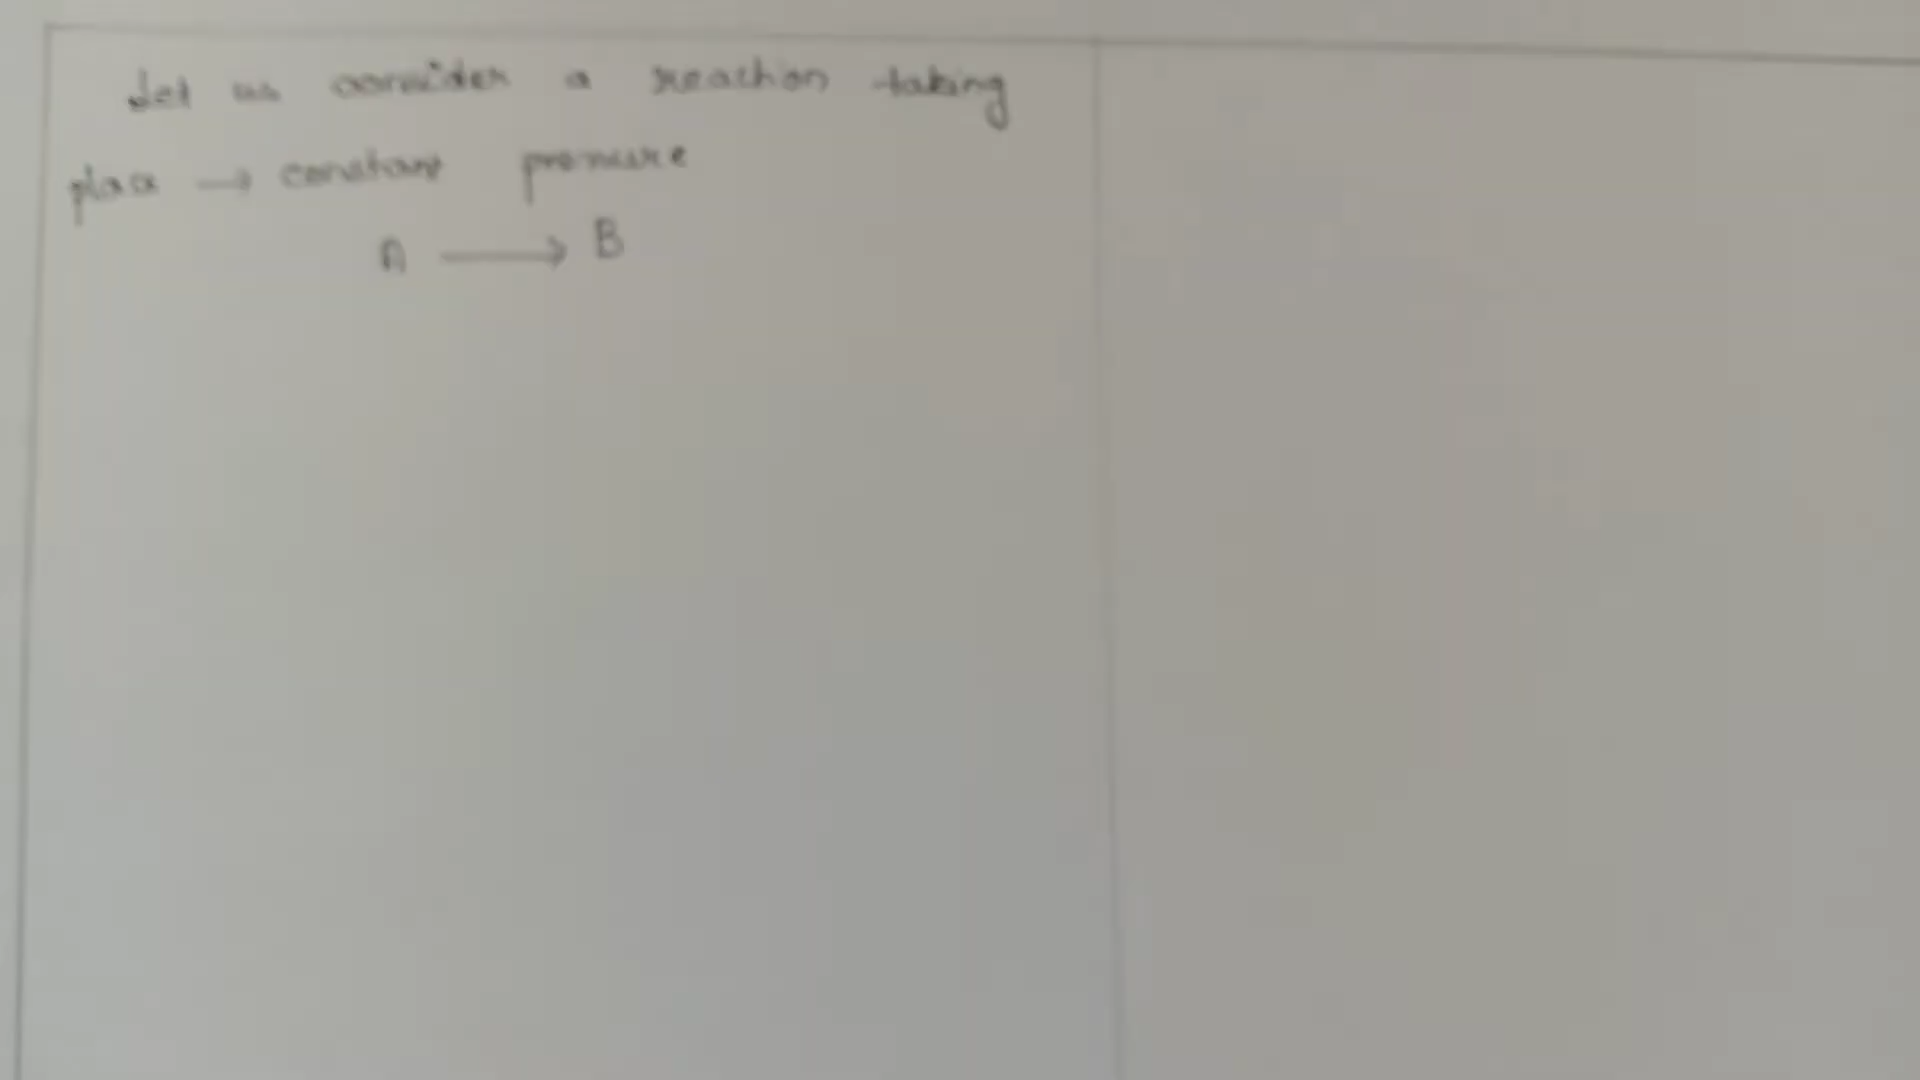 Let us consider a reaction taking
place → constant pressure
A ⟶ B